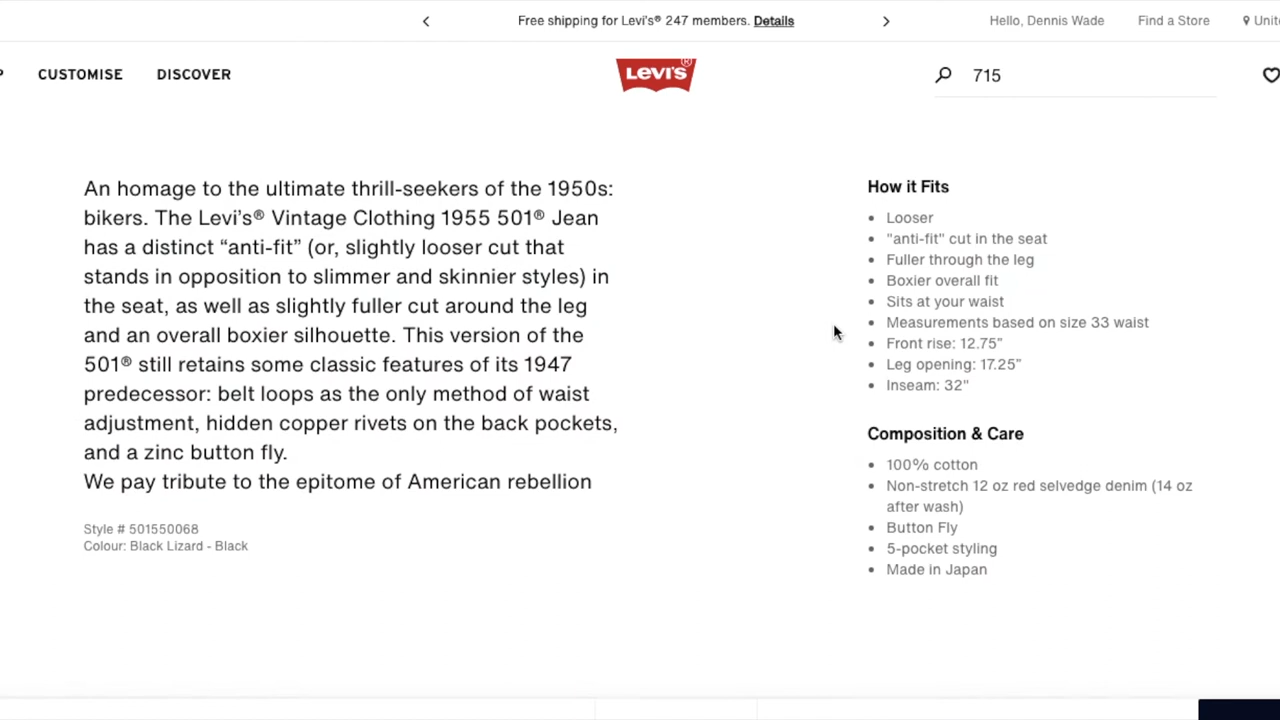 Free shipping for Levi's® 247 members. Details
Hello, Dennis Wade
Find a Store
Unit
P
CUSTOMISE
DISCOVER
Levi's®
715
An homage to the ultimate thrill-seekers of the 1950s:
bikers. The Levi's® Vintage Clothing 1955 501® Jean
has a distinct “anti-fit” (or, slightly looser cut that
stands in opposition to slimmer and skinnier styles) in
the seat, as well as slightly fuller cut around the leg
and an overall boxier silhouette. This version of the
501® still retains some classic features of its 1947
predecessor: belt loops as the only method of waist
adjustment, hidden copper rivets on the back pockets,
and a zinc button fly.
We pay tribute to the epitome of American rebellion
Style # 501550068
Colour: Black Lizard - Black
How it Fits
Looser
"anti-fit" cut in the seat
Fuller through the leg
Boxier overall fit
Sits at your waist
Measurements based on size 33 waist
Front rise: 12.75"
Leg opening: 17.25"
Inseam: 32"
Composition & Care
100% cotton
Non-stretch 12 oz red selvedge denim (14 oz
after wash)
Button Fly
5-pocket styling
Made in Japan